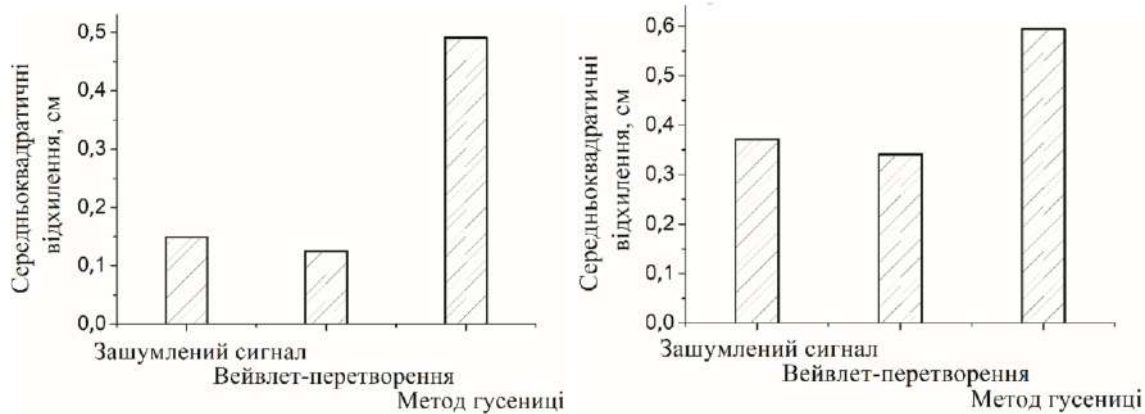 Середньоквадратичні
відхилення, см
0,5
0,4
0,3
0,2
0,1
0,0
Зашумлений сигнал
Вейвлет-перетворення
Метод гусениці
Середньоквадратичні
відхилення, см
0,6
0,5
0,4
0,3
0,2
0,1
0,0
Зашумлений сигнал
Вейвлет-перетворення
Метод гусениці